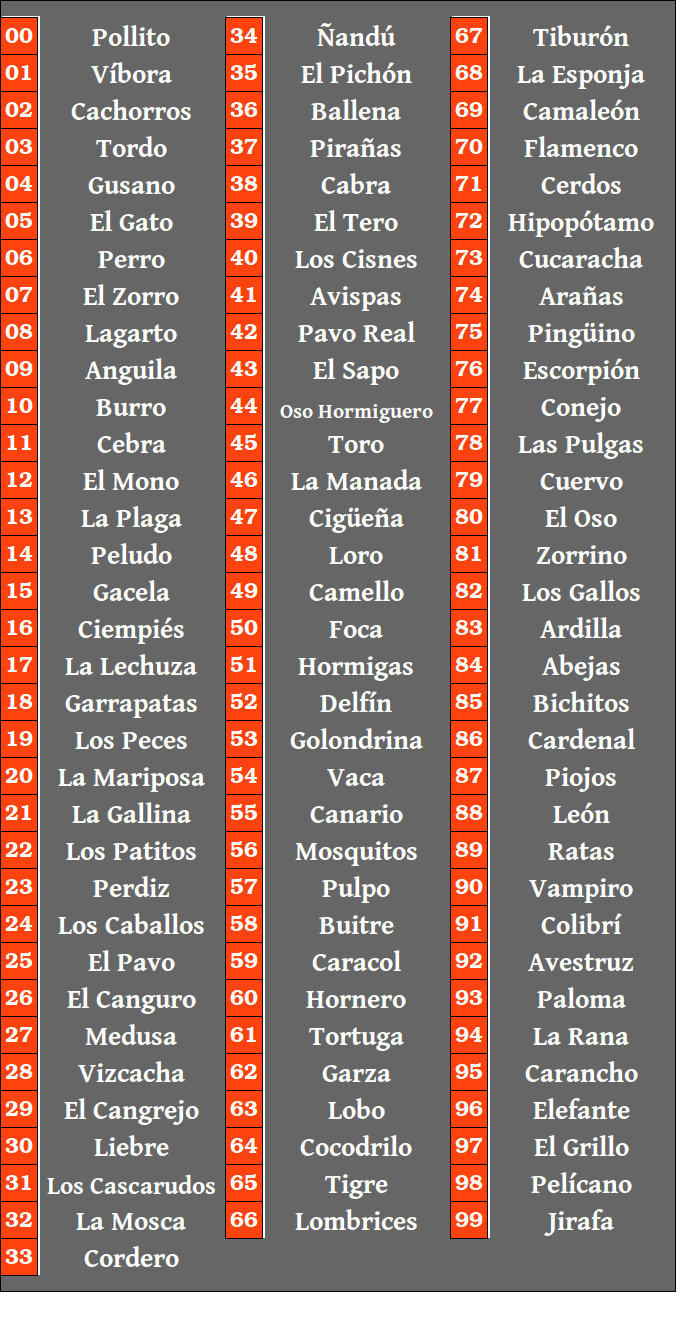 00 Pollito
01 Víbora
02 Cachorros
03 Tordo
04 Gusano
05 El Gato
06 Perro
07 El Zorro
08 Lagarto
09 Anguila
10 Burro
11 Cebra
12 El Mono
13 La Plaga
14 Peludo
15 Gacela
16 Ciempiés
17 La Lechuza
18 Garrapatas
19 Los Peces
20 La Mariposa
21 La Gallina
22 Los Patitos
23 Perdiz
24 Los Caballos
25 El Pavo
26 El Canguro
27 Medusa
28 Vizcacha
29 El Cangrejo
30 Liebre
31 Los Cascarudos
32 La Mosca
33 Cordero
34 Ñandú
35 El Pichón
36 Ballena
37 Pirañas
38 Cabra
39 El Tero
40 Los Cisnes
41 Avispas
42 Pavo Real
43 El Sapo
44 Oso Hormiguero
45 Toro
46 La Manada
47 Cigüeña
48 Loro
49 Camello
50 Foca
51 Hormigas
52 Delfín
53 Golondrina
54 Vaca
55 Canario
56 Mosquitos
57 Pulpo
58 Buitre
59 Caracol
60 Hornero
61 Tortuga
62 Garza
63 Lobo
64 Cocodrilo
65 Tigre
66 Lombrices
67 Tiburón
68 La Esponja
69 Camaleón
70 Flamenco
71 Cerdos
72 Hipopótamo
73 Cucaracha
74 Arañas
75 Pingüino
76 Escorpión
77 Conejo
78 Las Pulgas
79 Cuervo
80 El Oso
81 Zorrino
82 Los Gallos
83 Ardilla
84 Abejas
85 Bichitos
86 Cardenal
87 Piojos
88 León
89 Ratas
90 Vampiro
91 Colibrí
92 Avestruz
93 Paloma
94 La Rana
95 Carancho
96 Elefante
97 El Grillo
98 Pelícano
99 Jirafa